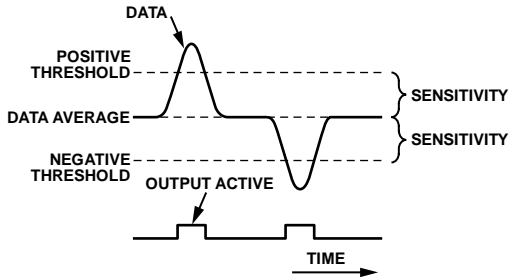 DATA
POSITIVE
THRESHOLD
SENSITIVITY
DATA AVERAGE
SENSITIVITY
NEGATIVE
THRESHOLD
OUTPUT ACTIVE
TIME